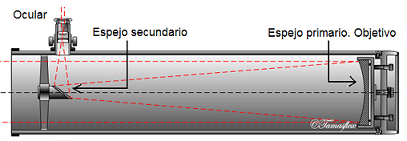 Ocular
Espejo secundario
Espejo primario. Objetivo
©Tamasflex